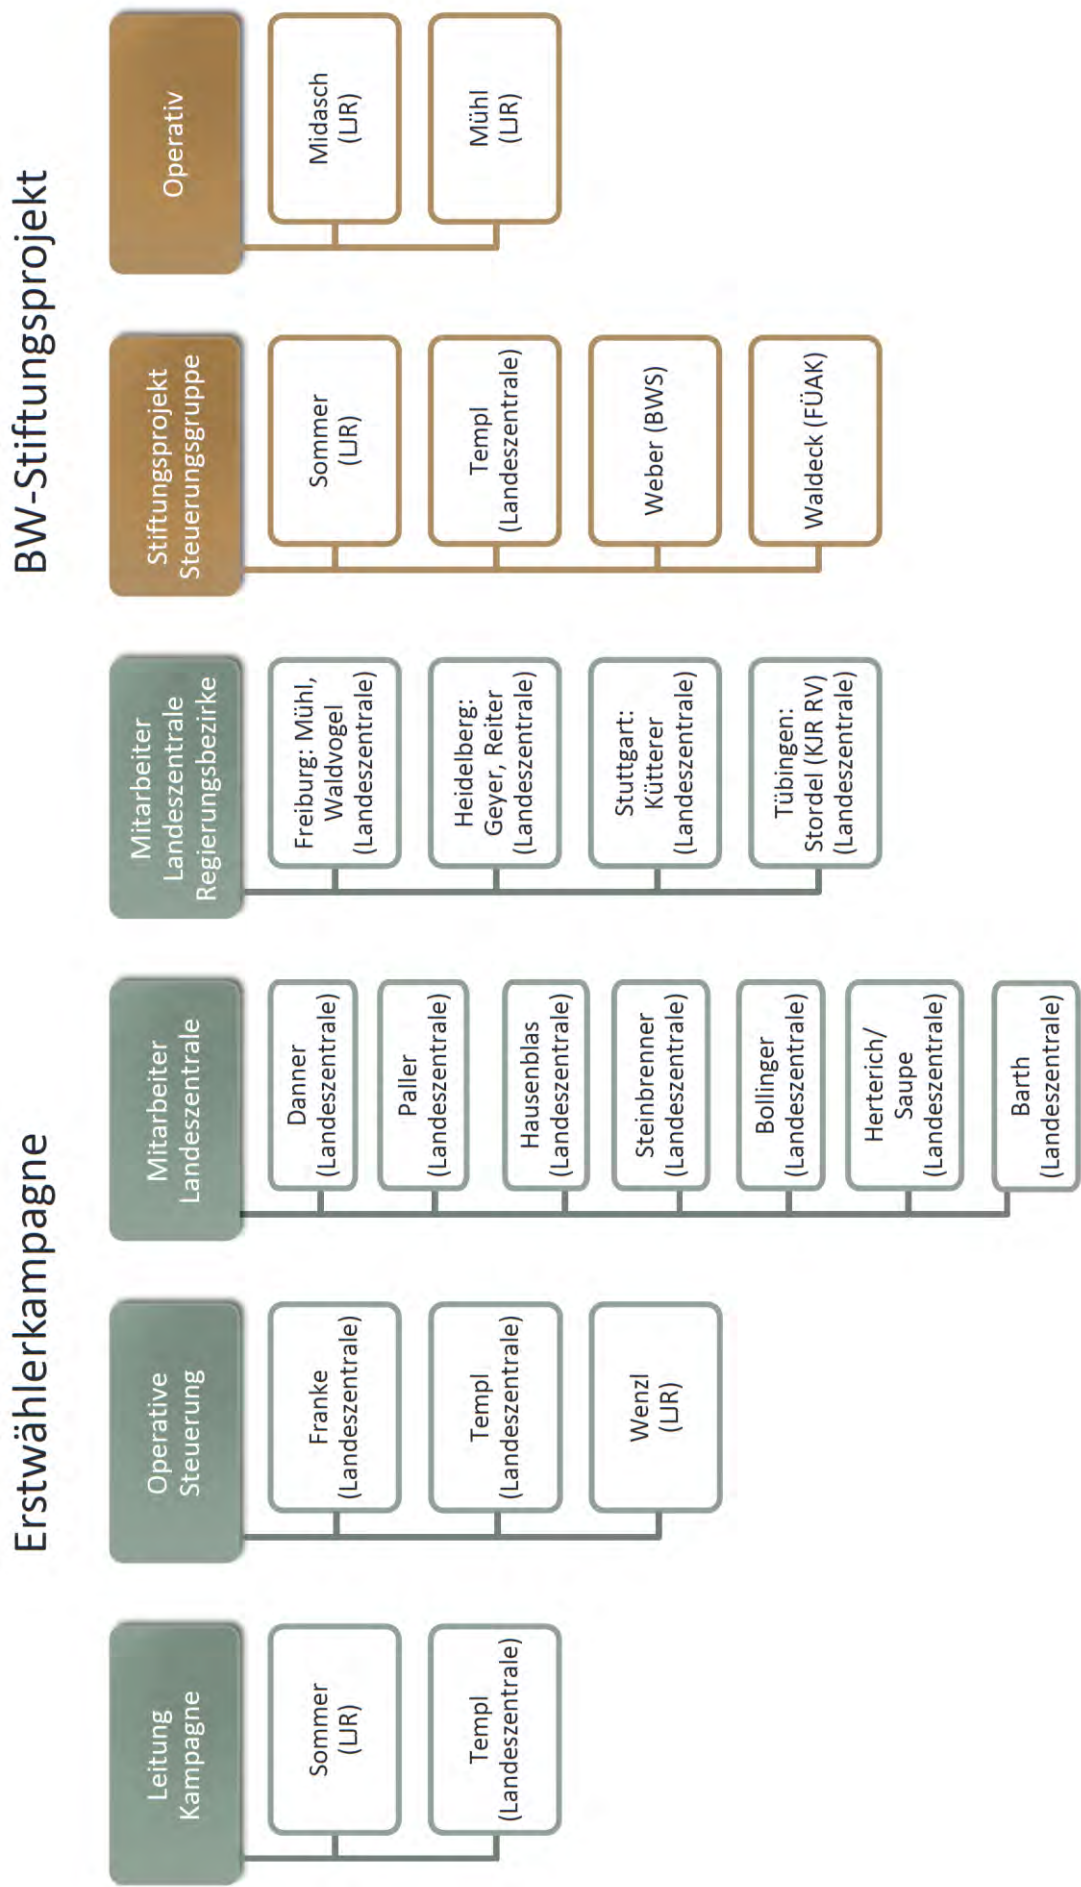 Erstwählerkampagne
Leitung
Kampagne
Sommer
(LJR)
Templ
(Landeszentrale)
Operative
Steuerung
Franke
(Landeszentrale)
Templ
(Landeszentrale)
Wenzl
(LJR)
Mitarbeiter
Landeszentrale
Danner
(Landeszentrale)
Paller
(Landeszentrale)
Hausenblas
(Landeszentrale)
Steinbrenner
(Landeszentrale)
Bollinger
(Landeszentrale)
Herterich/
Saupe
(Landeszentrale)
Barth
(Landeszentrale)
Mitarbeiter
Landeszentrale
Regierungsbezirke
Freiburg: Mühl,
Waldvogel
(Landeszentrale)
Heidelberg:
Geyer, Reiter
(Landeszentrale)
Stuttgart:
Kütterer
(Landeszentrale)
Tübingen:
Stordel (KJR RV)
(Landeszentrale)
BW-Stiftungsprojekt
Stiftungsprojekt
Steuerungsgruppe
Sommer
(LJR)
Templ
(Landeszentrale)
Weber (BWS)
Waldeck (FÜAK)
Operativ
Midasch
(LJR)
Mühl
(LJR)